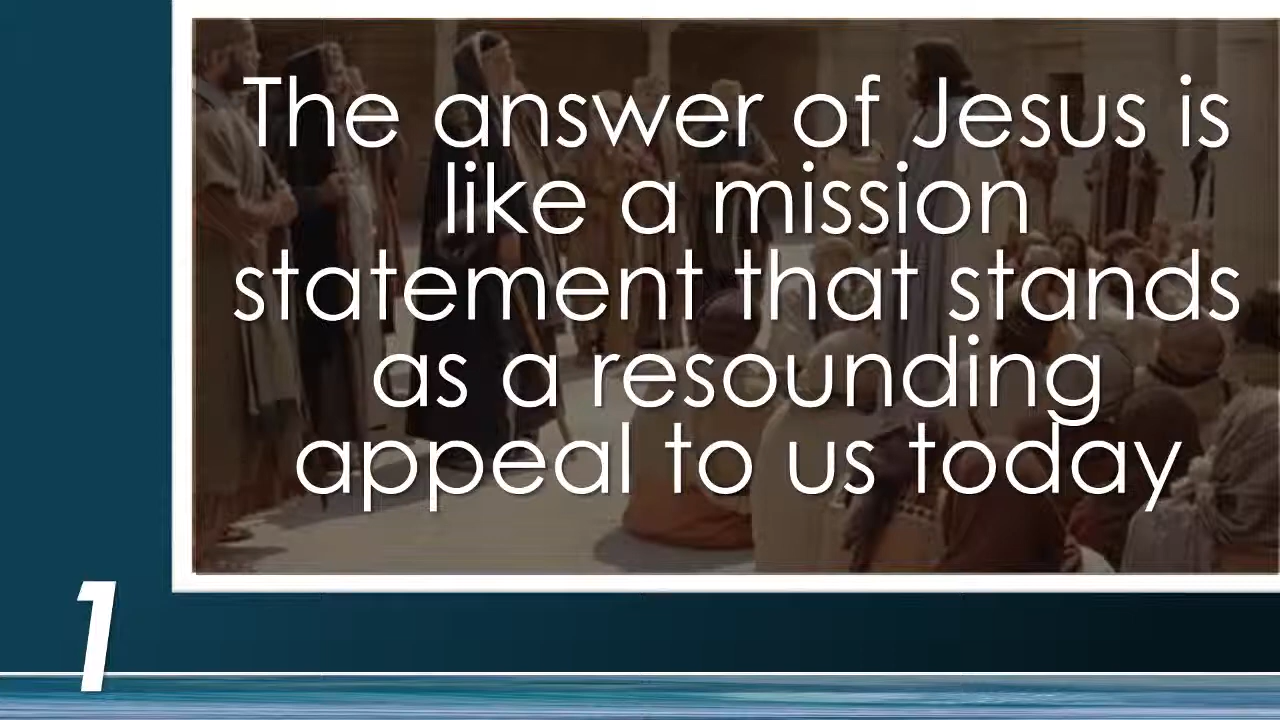 The answer of Jesus is
like a mission
statement that stands
as a resounding
appeal to us today
1